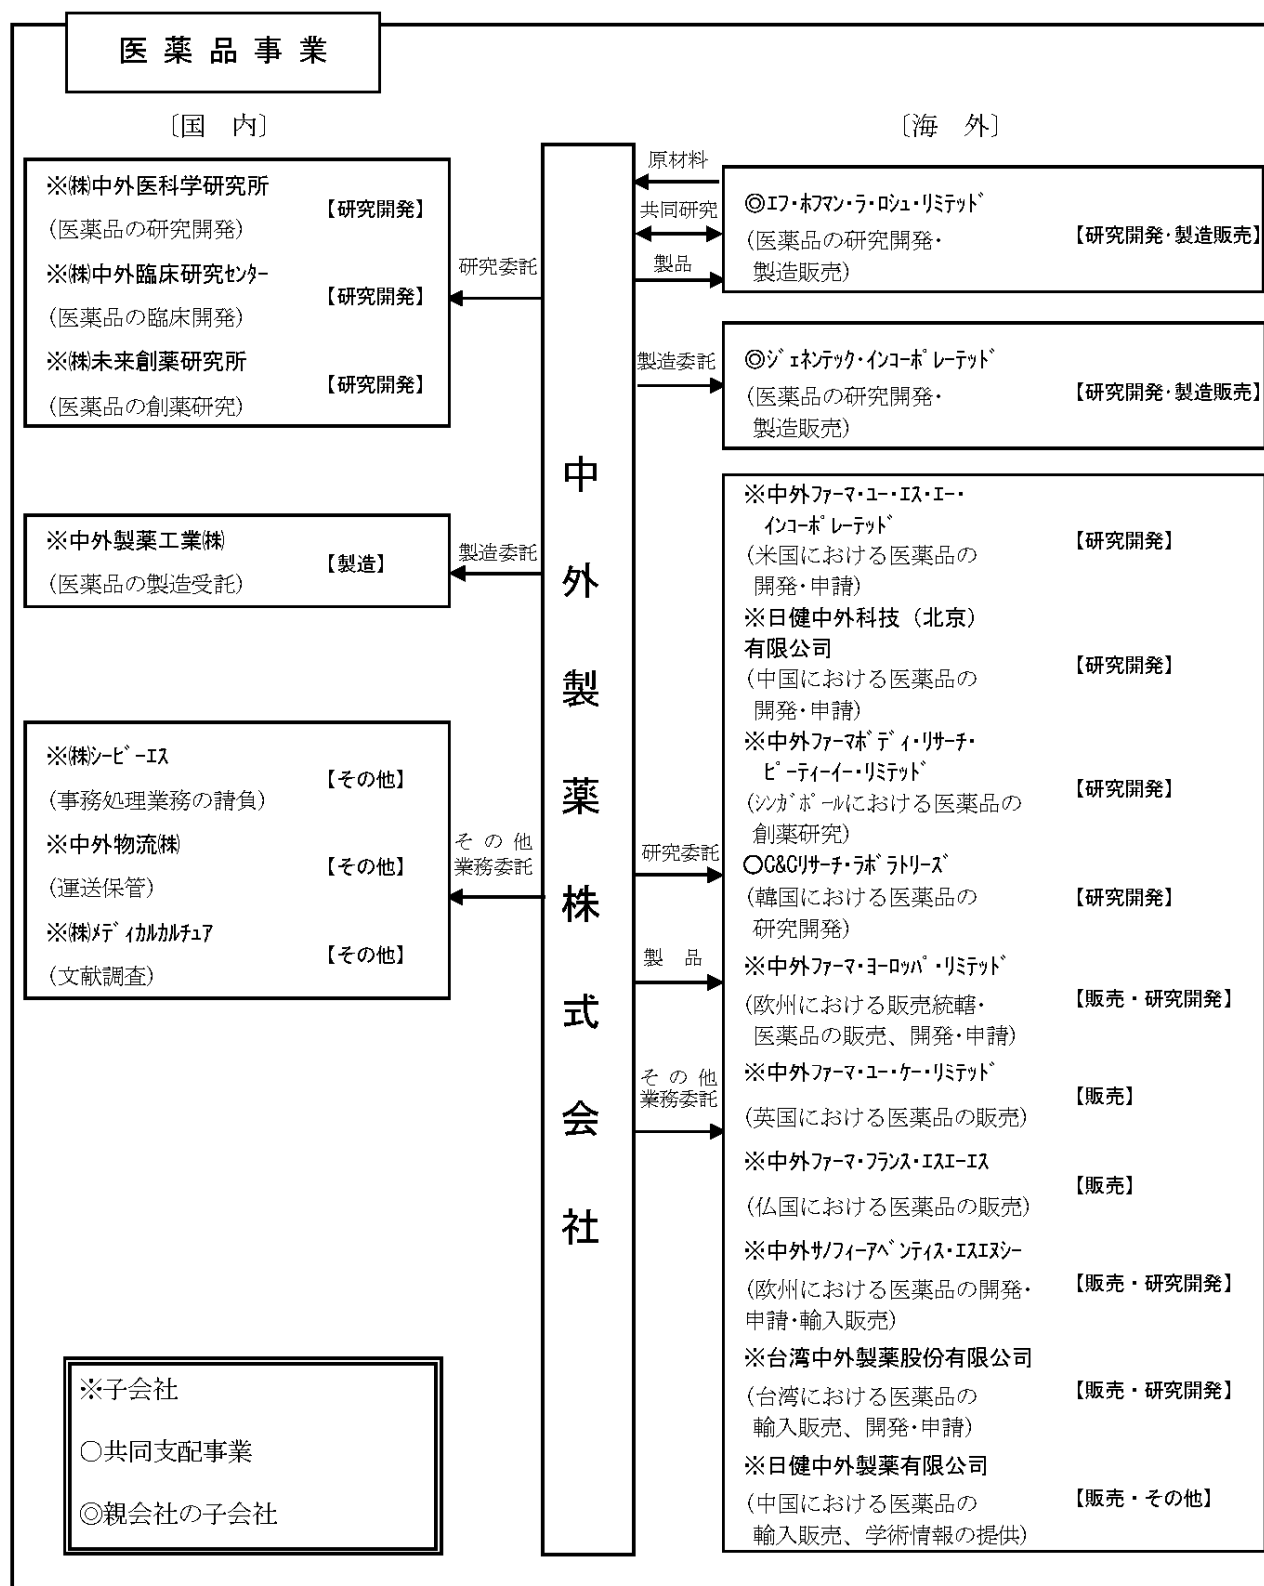 医薬品事業
〔国 内〕
〔海 外〕
※㈱中外医科学研究所
【研究開発】
(医薬品の研究開発)
※(株)中外臨床研究ｾﾝﾀｰ
【研究開発】
(医薬品の臨床開発)
※㈱未来創薬研究所
【研究開発】
(医薬品の創薬研究)
研究委託
※中外製薬工業㈱
【製造】
(医薬品の製造受託)
製造委託
※(株)ｼｰﾋﾞｰｴｽ
【その他】
(事務処理業務の請負)
※中外物流㈱
【その他】
(運送保管)
※(株)ﾒﾃﾞｨｶﾙｶﾙﾁｭｱ
【その他】
(文献調査)
その他
業務委託
中外製薬株式会社
原材料
共同研究
製品
◎ｴﾌ･ﾎﾌﾏﾝ･ﾗ･ﾛｼｭ･ﾘﾐﾃｯﾄﾞ
(医薬品の研究開発･
製造販売)
【研究開発･製造販売】
製造委託
◎ｼﾞｪﾈﾝﾃｯｸ･ｲﾝｺｰﾎﾟﾚｰﾃｯﾄﾞ
(医薬品の研究開発･
製造販売)
【研究開発･製造販売】
研究委託
製 品
その他
業務委託
※中外ﾌｧｰﾏ･ﾕｰ･ｴｽ･ｴｰ･
ｲﾝｺｰﾎﾟﾚｰﾃｯﾄﾞ
【研究開発】
(米国における医薬品の
開発･申請)
※日健中外科技（北京）
有限公司
【研究開発】
(中国における医薬品の
開発･申請)
※中外ﾌｧｰﾏﾎﾞﾃﾞｨ･ﾘｻｰﾁ･
ﾋﾟｰﾃｨｰｲｰ･ﾘﾐﾃｯﾄﾞ
【研究開発】
(ｼﾝｶﾞﾎﾟｰﾙにおける医薬品の
創薬研究)
○C&Cﾘｻｰﾁ･ﾗﾎﾞﾗﾄﾘｰｽﾞ
【研究開発】
(韓国における医薬品の
研究開発)
※中外ﾌｧｰﾏ･ﾖｰﾛｯﾊﾟ･ﾘﾐﾃｯﾄﾞ
【販売・研究開発】
(欧州における販売統轄･
医薬品の販売、開発･申請)
※中外ﾌｧｰﾏ･ﾕｰ･ｹｰ･ﾘﾐﾃｯﾄﾞ
【販売】
(英国における医薬品の販売)
※中外ﾌｧｰﾏ･ﾌﾗﾝｽ･ｴｽｴｰｴｽ
【販売】
(仏国における医薬品の販売)
※中外ｻﾉﾌｨｰｱﾍﾞﾝﾃｨｽ･ｴｽｴﾇｼｰ
【販売・研究開発】
(欧州における医薬品の開発･
申請･輸入販売)
※台湾中外製薬股份有限公司
【販売・研究開発】
(台湾における医薬品の
輸入販売、開発･申請)
※日健中外製薬有限公司
【販売・その他】
(中国における医薬品の
輸入販売、学術情報の提供)
※子会社
○共同支配事業
◎親会社の子会社